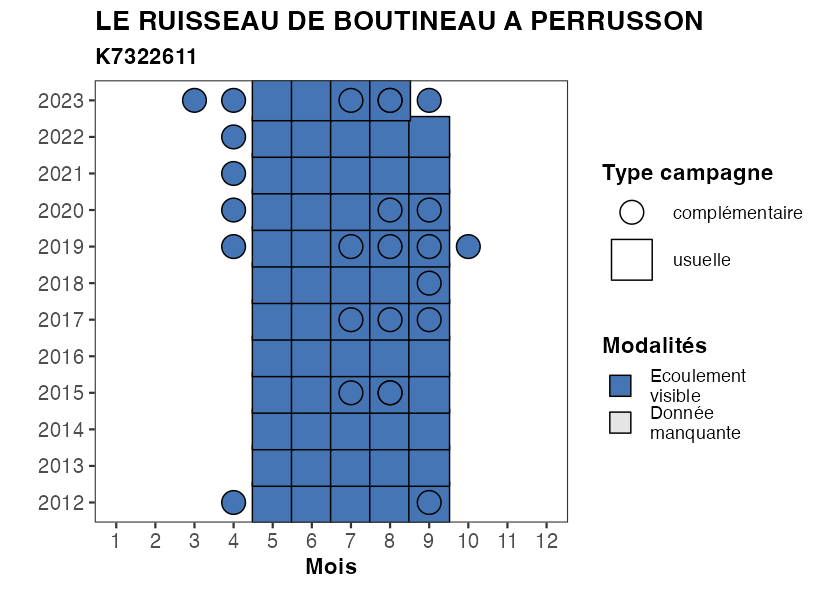 LE RUISSEAU DE BOUTINEAU A PERRUSSON
K7322611
2023
2022
2021
2020
2019
2018
2017
2016
2015
2014
2013
2012
1 2 3 4 5 6 7 8 9 10 11 12
Mois
Type campagne
complémentaire
usuelle
Modalités
Ecoulement
visible
Donnée
manquante